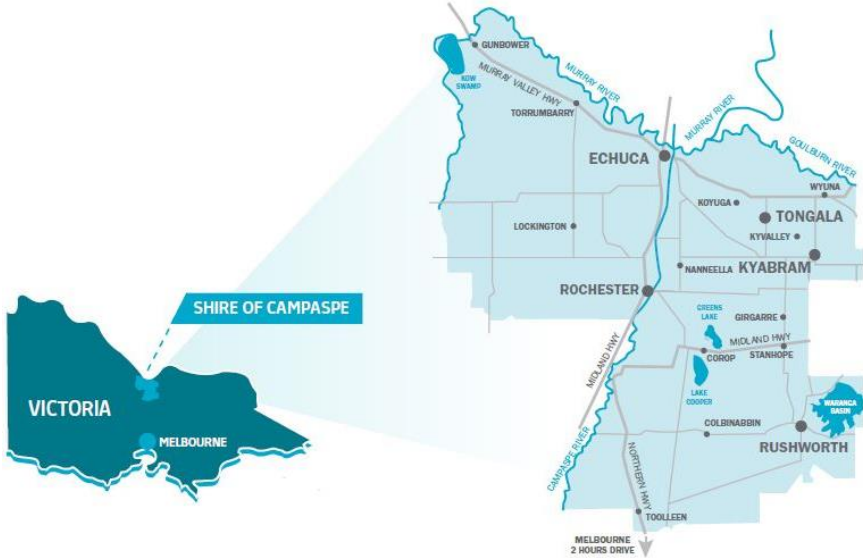 GUNBOWER
KOW
SWAMP
MURRAY VALLEY HWY
MURRAY RIVER
TORRUMBARRY
MURRAY RIVER
GOULBURN RIVER
ECHUCA
WYUNA
KOYUGA
TONGALA
LOCKINGTON
KYVALLEY
NANNEELLA
KYABRAM
ROCHESTER
SHIRE OF CAMPASPE
GREENS
LAKE
GIRGARRE
MIDLAND HWY
MIDLAND HWY
COROP
STANHOPE
LAKE
COOPER
WARANGA
BASIN
VICTORIA
MELBOURNE
COLBINABBIN
RUSHWORTH
CAMPASPE RIVER
NORTHERN HWY
TOOLLEEN
MELBOURNE
2 HOURS DRIVE